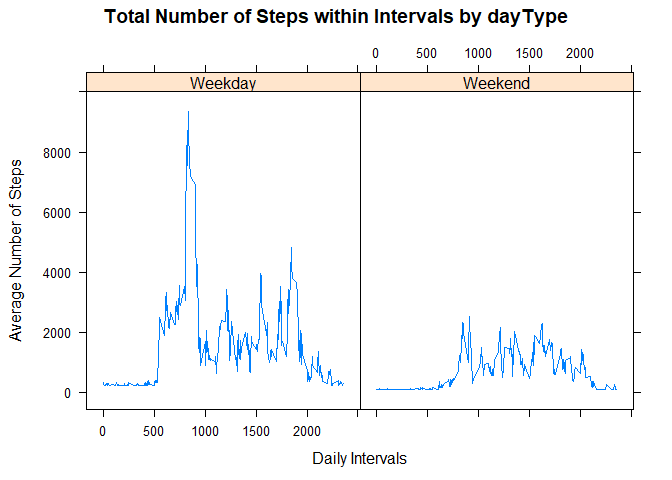 Total Number of Steps within Intervals by dayType
0 500 1000 2000
Weekday Weekend
8000
6000
4000
2000
0
Average Number of Steps
0 500 1000 1500 2000
Daily Intervals